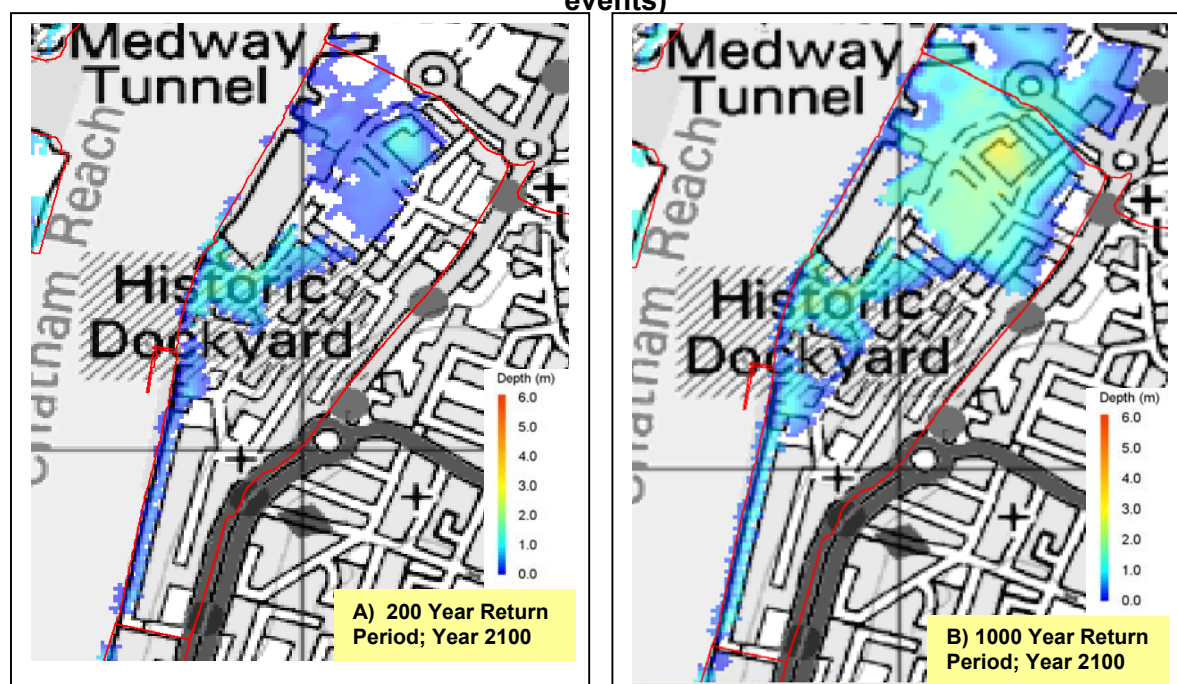 events)
Medway
Tunnel
Chatham Reach
Historic
Dockyard
Depth (m)
6.0
5.0
4.0
3.0
2.0
1.0
0.0
A) 200 Year Return
Period; Year 2100
Medway
Tunnel
Chatham Reach
Historic
Dockyard
Depth (m)
6.0
5.0
4.0
3.0
2.0
1.0
0.0
B) 1000 Year Return
Period; Year 2100